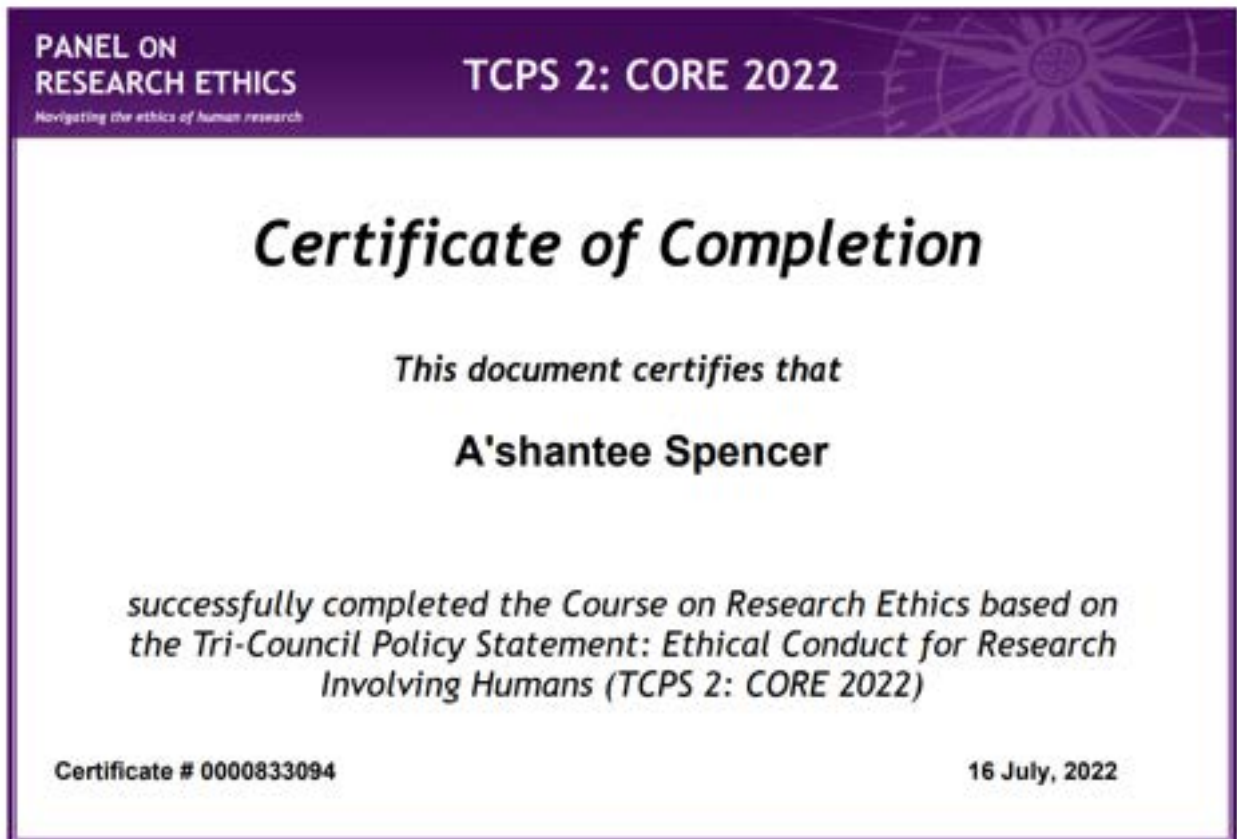 PANEL ON
RESEARCH ETHICS
Navigating the ethics of human research
TCPS 2: CORE 2022
Certificate of Completion
This document certifies that
A'shantee Spencer
successfully completed the Course on Research Ethics based on
the Tri-Council Policy Statement: Ethical Conduct for Research
Involving Humans (TCPS 2: CORE 2022)
Certificate # 0000833094
16 July, 2022